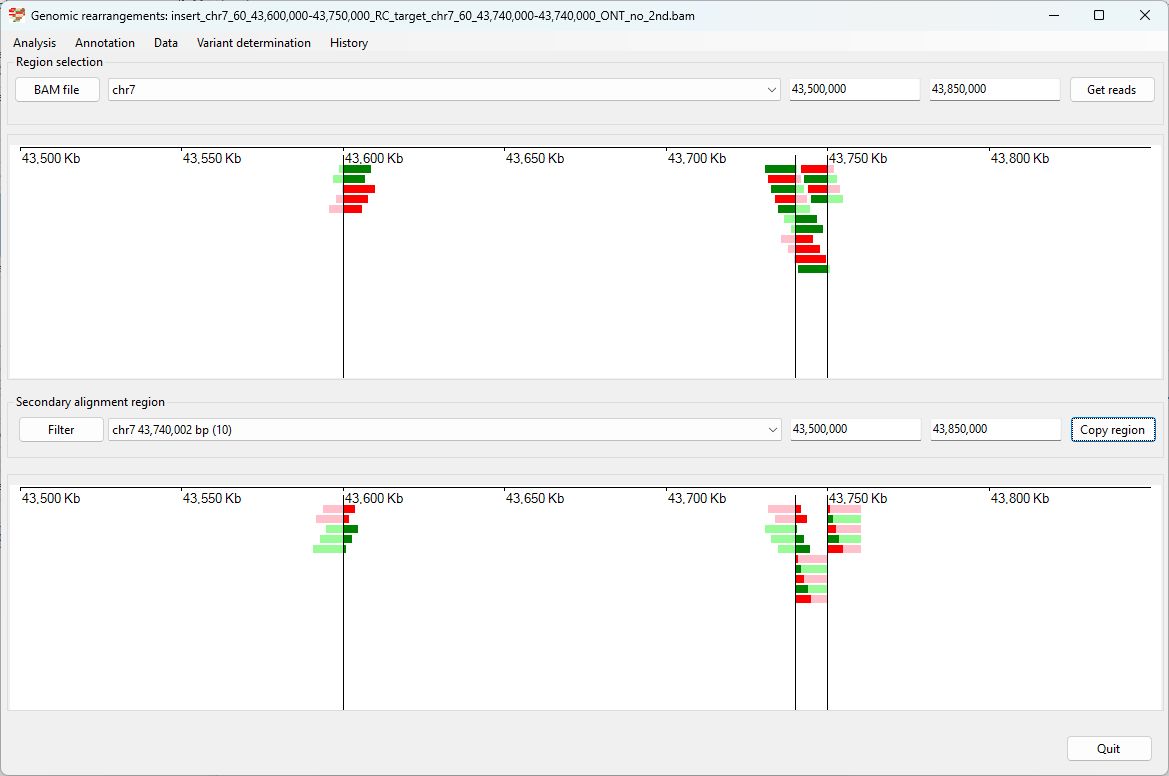 Genomic rearrangements: insert_chr7_60_43,600,000-43,750,000_RC_target_chr7_60_43,740,000-43,740,000_ONT_no_2nd.bam
Analysis Annotation Data Variant determination History
Region selection
BAM file chr7 43,500,000 43,850,000 Get reads
43,500 Kb 43,550 Kb 43,600 Kb 43,650 Kb 43,700 Kb 43,750 Kb 43,800 Kb
Secondary alignment region
Filter chr7 43,740,002 bp (10) 43,500,000 43,850,000 Copy region
43,500 Kb 43,550 Kb 43,600 Kb 43,650 Kb 43,700 Kb 43,750 Kb 43,800 Kb
Quit